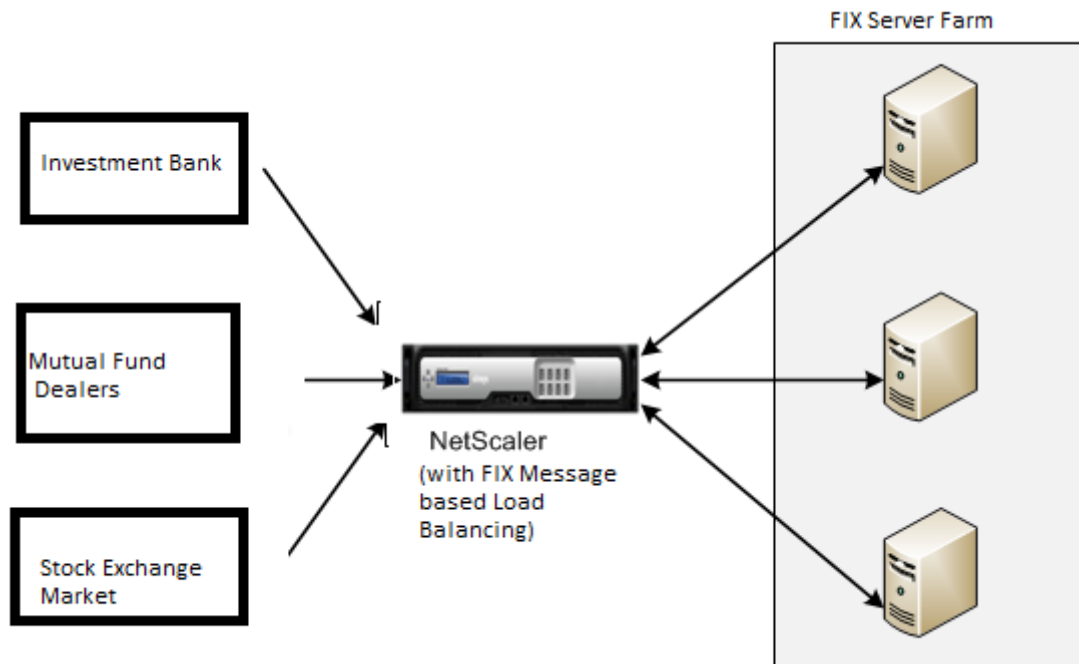 FIX Server Farm
Investment Bank
Mutual Fund
Dealers
Stock Exchange
Market
NetScaler
(with FIX Message
based Load
Balancing)